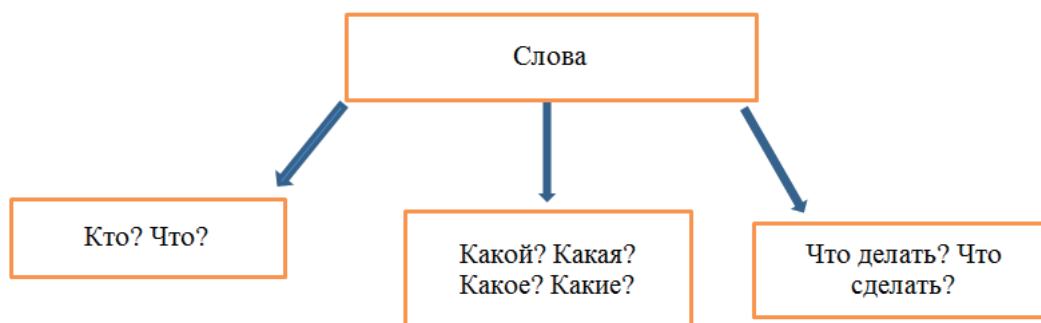 Слова
Кто? Что?
Какой? Какая?
Какое? Какие?
Что делать? Что
сделать?